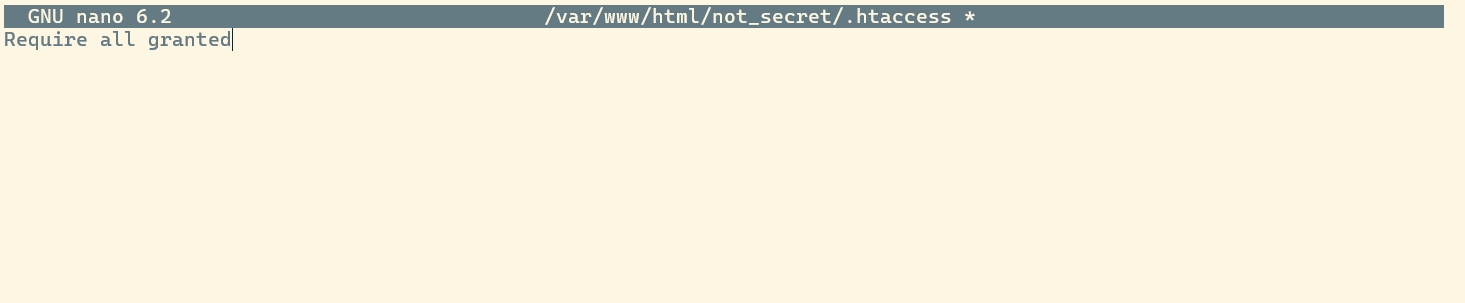 GNU nano 6.2 /var/www/html/not_secret/.htaccess *
Require all granted